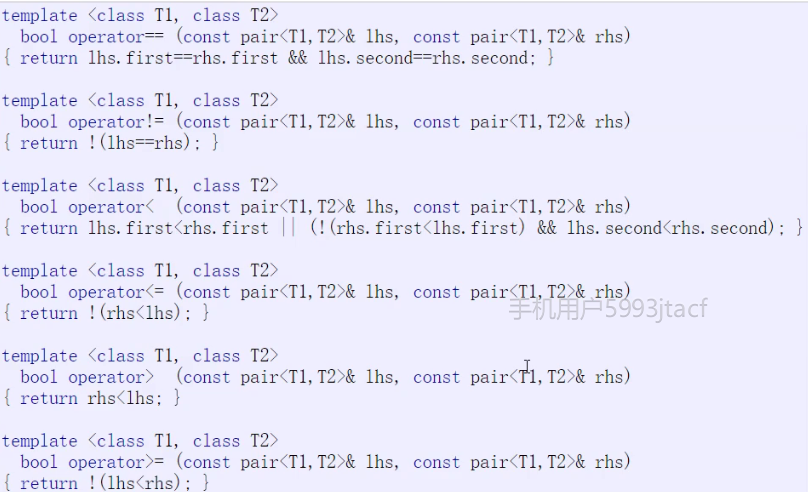 template <class T1, class T2>
  bool operator== (const pair<T1,T2>& lhs, const pair<T1,T2>& rhs)
{ return lhs.first==rhs.first && lhs.second==rhs.second; }
template <class T1, class T2>
  bool operator!= (const pair<T1,T2>& lhs, const pair<T1,T2>& rhs)
{ return !(lhs==rhs); }
template <class T1, class T2>
  bool operator<  (const pair<T1,T2>& lhs, const pair<T1,T2>& rhs)
{ return lhs.first<rhs.first || (!(rhs.first<lhs.first) && lhs.second<rhs.second); }
template <class T1, class T2>
  bool operator<= (const pair<T1,T2>& lhs, const pair<T1,T2>& rhs)
手机用户5993jtacf
{ return !(rhs<lhs); }
template <class T1, class T2>
  bool operator>  (const pair<T1,T2>& lhs, const pair<T1,T2>& rhs)
{ return rhs<lhs; }
template <class T1, class T2>
  bool operator>= (const pair<T1,T2>& lhs, const pair<T1,T2>& rhs)
{ return !(lhs<rhs); }